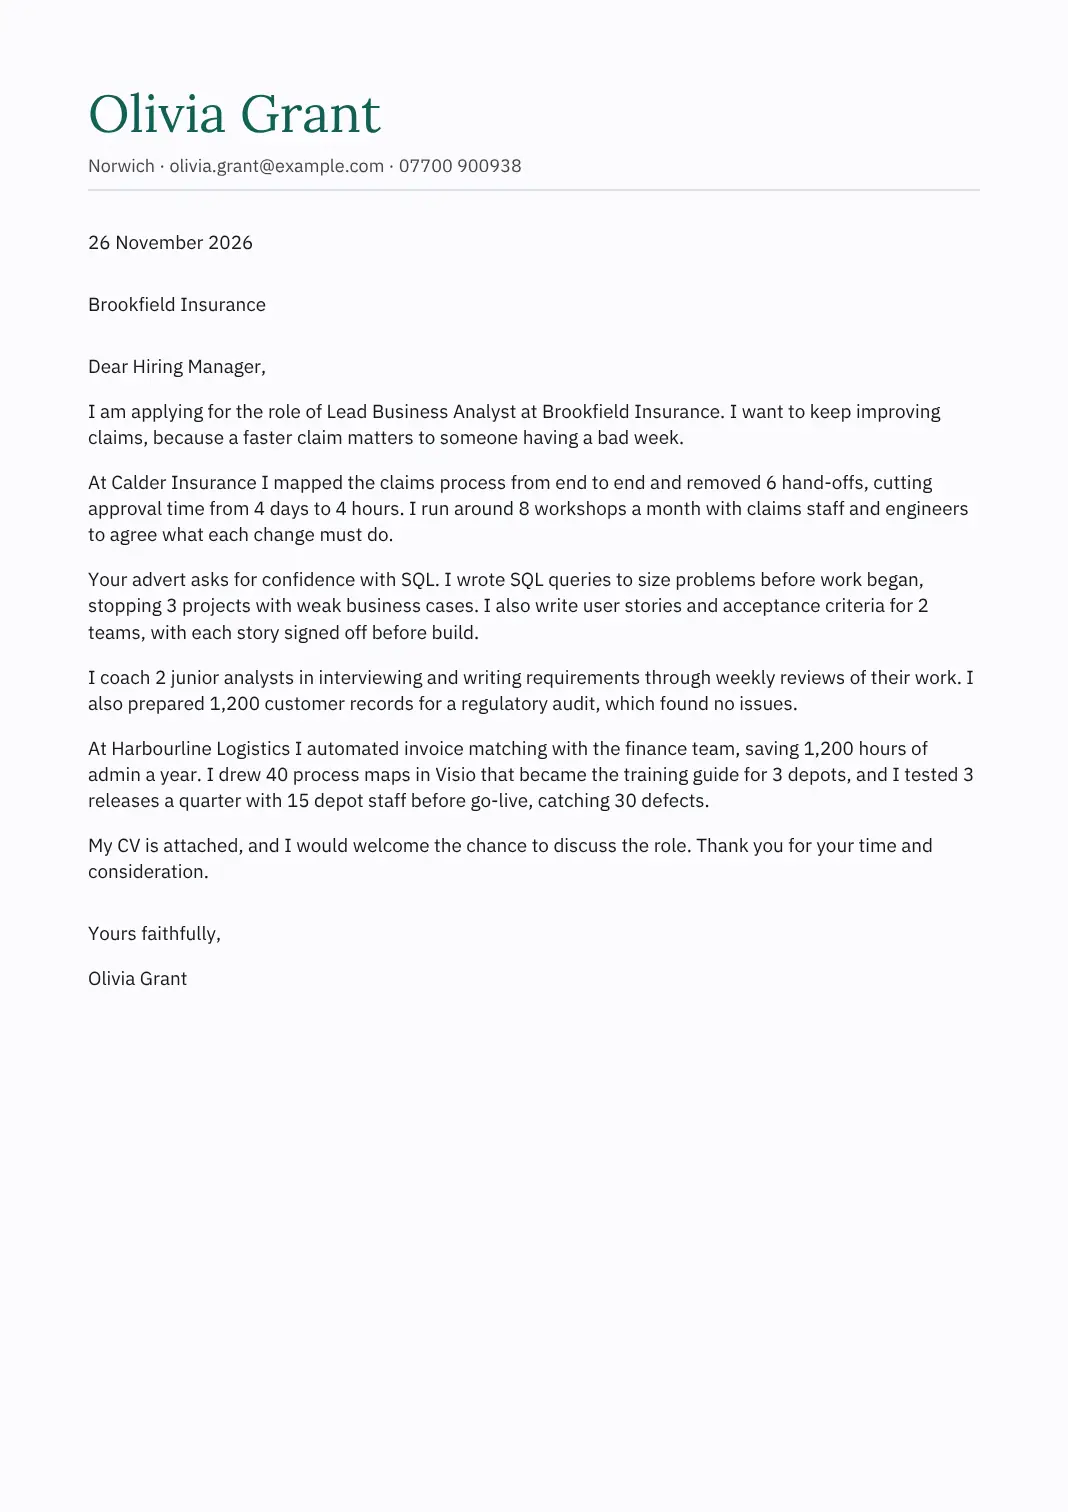 Olivia Grant
Norwich · olivia.grant@example.com · 07700 900938
26 November 2026
Brookfield Insurance
Dear Hiring Manager,
I am applying for the role of Lead Business Analyst at Brookfield Insurance. I want to keep improving
claims, because a faster claim matters to someone having a bad week.
At Calder Insurance I mapped the claims process from end to end and removed 6 hand-offs, cutting
approval time from 4 days to 4 hours. I run around 8 workshops a month with claims staff and engineers
to agree what each change must do.
Your advert asks for confidence with SQL. I wrote SQL queries to size problems before work began,
stopping 3 projects with weak business cases. I also write user stories and acceptance criteria for 2
teams, with each story signed off before build.
I coach 2 junior analysts in interviewing and writing requirements through weekly reviews of their work. I
also prepared 1,200 customer records for a regulatory audit, which found no issues.
At Harbourline Logistics I automated invoice matching with the finance team, saving 1,200 hours of
admin a year. I drew 40 process maps in Visio that became the training guide for 3 depots, and I tested 3
releases a quarter with 15 depot staff before go-live, catching 30 defects.
My CV is attached, and I would welcome the chance to discuss the role. Thank you for your time and
consideration.
Yours faithfully,
Olivia Grant